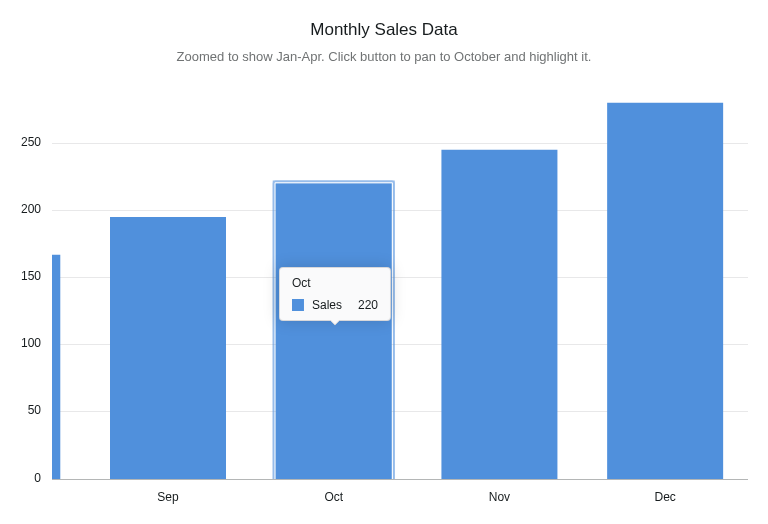 Monthly Sales Data
Zoomed to show Jan-Apr. Click button to pan to October and highlight it.
250
200
150
100
50
0
Oct
Sales 220
Sep Oct Nov Dec